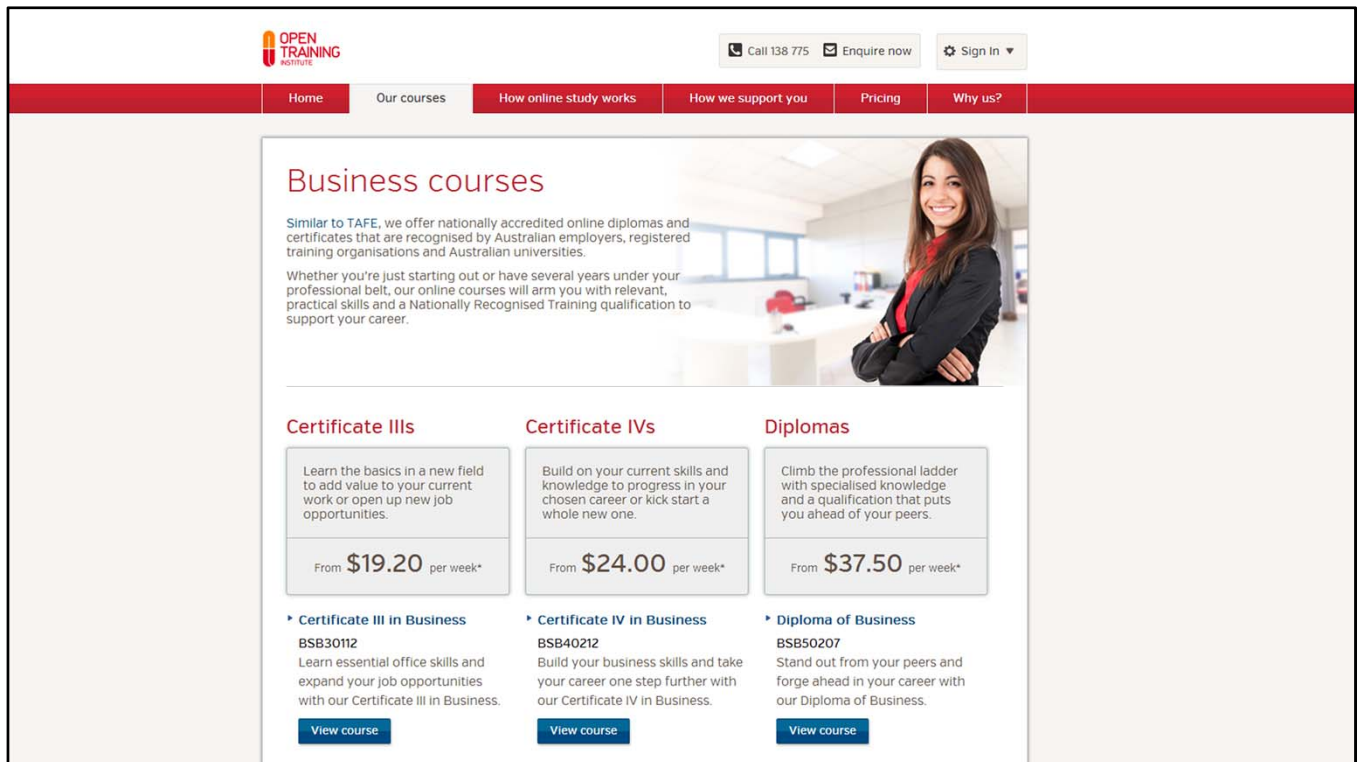 OPEN
TRAINING
INSTITUTE
Call 138 775 Enquire now Sign In
Home Our courses How online study works How we support you Pricing Why us?
Business courses
Similar to TAFE, we offer nationally accredited online diplomas and
certificates that are recognised by Australian employers, registered
training organisations and Australian universities.
Whether you're just starting out or have several years under your
professional belt, our online courses will arm you with relevant,
practical skills and a Nationally Recognised Training qualification to
support your career.
Certificate IIIs
Learn the basics in a new field
to add value to your current
work or open up new job
opportunities.
From $19.20 per week*
Certificate III in Business
BSB30112
Learn essential office skills and
expand your job opportunities
with our Certificate III in Business.
View course
Certificate IVs
Build on your current skills and
knowledge to progress in your
chosen career or kick start a
whole new one.
From $24.00 per week*
Certificate IV in Business
BSB40212
Build your business skills and take
your career one step further with
our Certificate IV in Business.
View course
Diplomas
Climb the professional ladder
with specialised knowledge
and a qualification that puts
you ahead of your peers.
From $37.50 per week*
Diploma of Business
BSB50207
Stand out from your peers and
forge ahead in your career with
our Diploma of Business.
View course